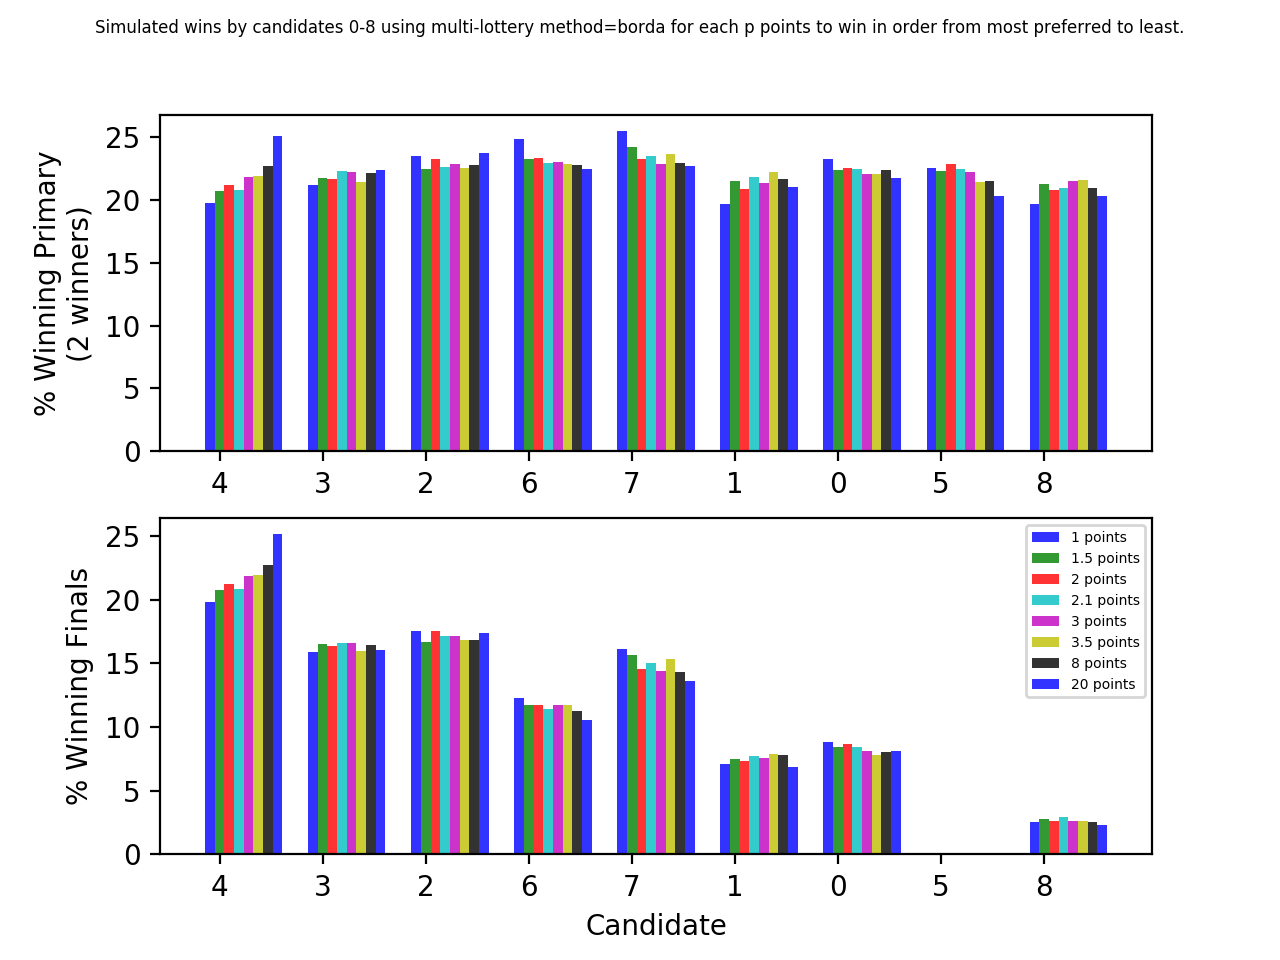 Simulated wins by candidates 0-8 using multi-lottery method=borda for each p points to win in order from most preferred to least.
% Winning Primary
(2 winners)
25
20
15
10
5
0
4 3 2 6 7 1 0 5 8
% Winning Finals
25
20
15
10
5
0
1 points
1.5 points
2 points
2.1 points
3 points
3.5 points
8 points
20 points
4 3 2 6 7 1 0 5 8
Candidate